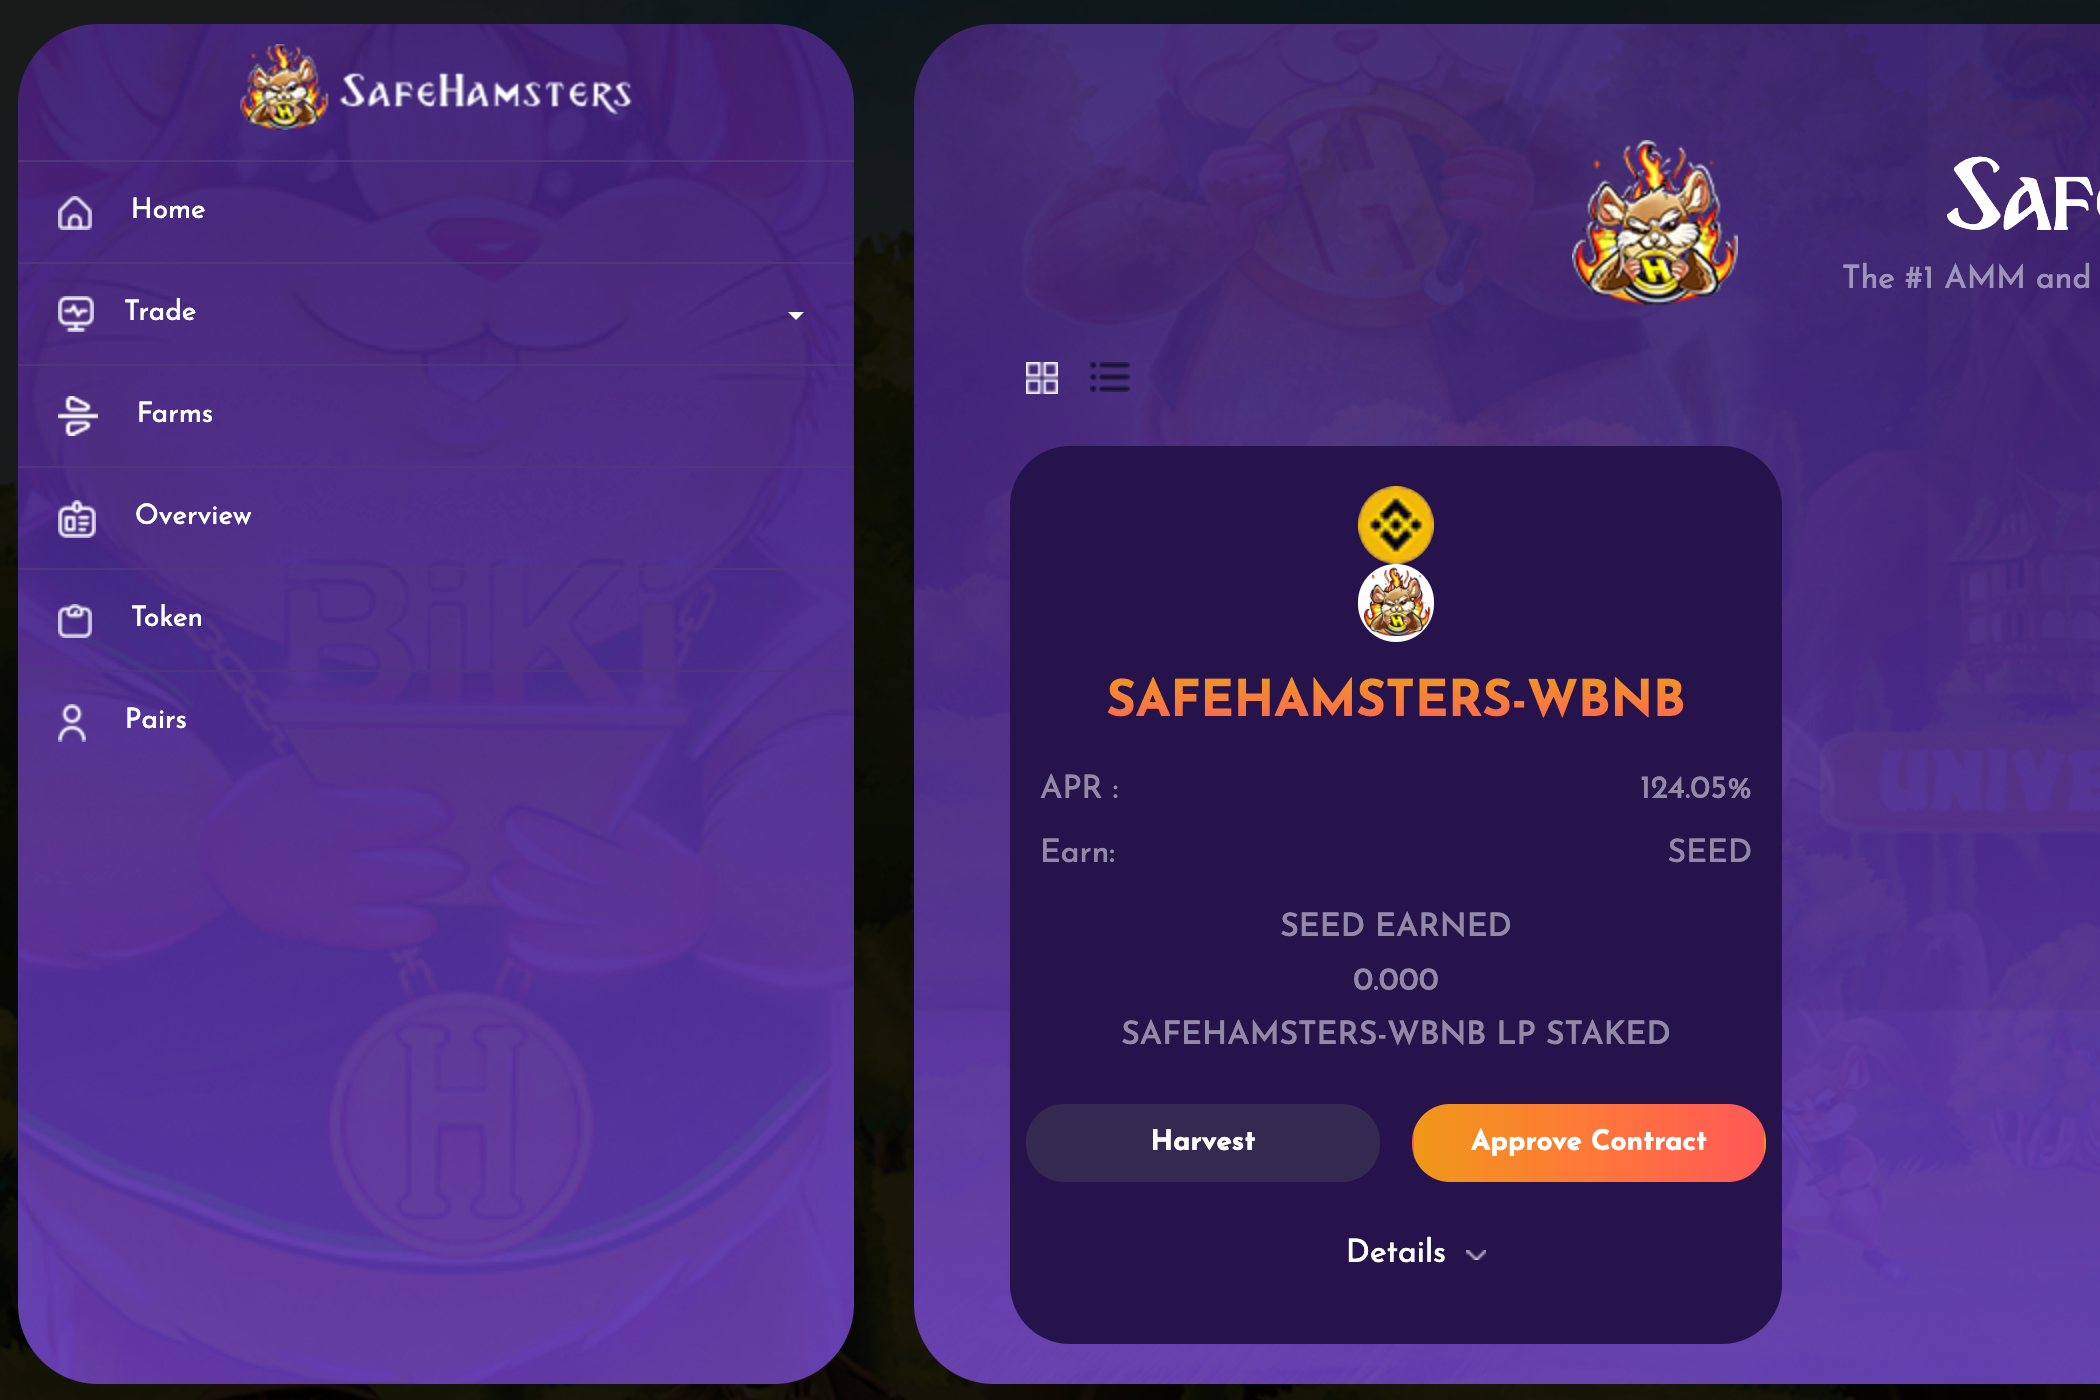 SafeHamsters
Home
Trade
Farms
Overview
Token
Pairs
BiKi
H
The #1 AMM and
SAFEHAMSTERS-WBNB
APR : 124.05%
Earn: SEED
SEED EARNED
0.000
SAFEHAMSTERS-WBNB LP STAKED
Harvest
Approve Contract
Details